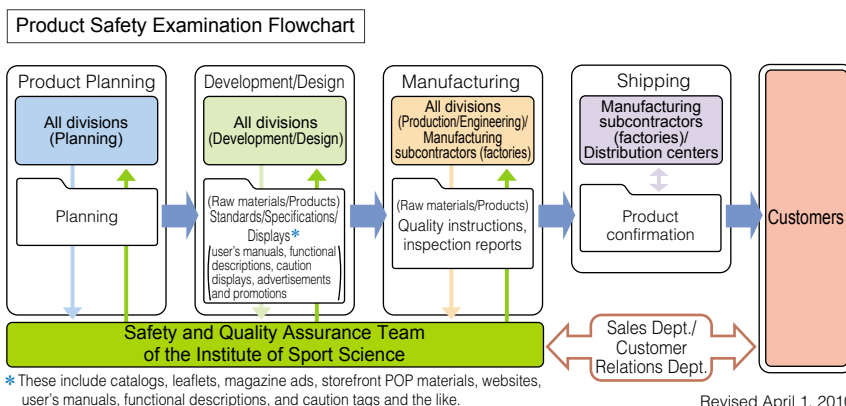 Product Safety Examination Flowchart
Product Planning
All divisions
(Planning)
Planning
Development/Design
All divisions
(Development/Design)
(Raw materials/Products)
Standards/Specifications/
Displays*
(user's manuals, functional
descriptions, caution
displays, advertisements
and promotions)
Manufacturing
All divisions
(Production/Engineering)/
Manufacturing
subcontractors (factories)
(Raw materials/Products)
Quality instructions,
inspection reports
Shipping
Manufacturing
subcontractors
(factories)/
Distribution centers
Product
confirmation
Customers
Safety and Quality Assurance Team
of the Institute of Sport Science
Sales Dept./
Customer
Relations Dept.
* These include catalogs, leaflets, magazine ads, storefront POP materials, websites,
user's manuals, functional descriptions, and caution tags and the like.
Revised April 1, 2010